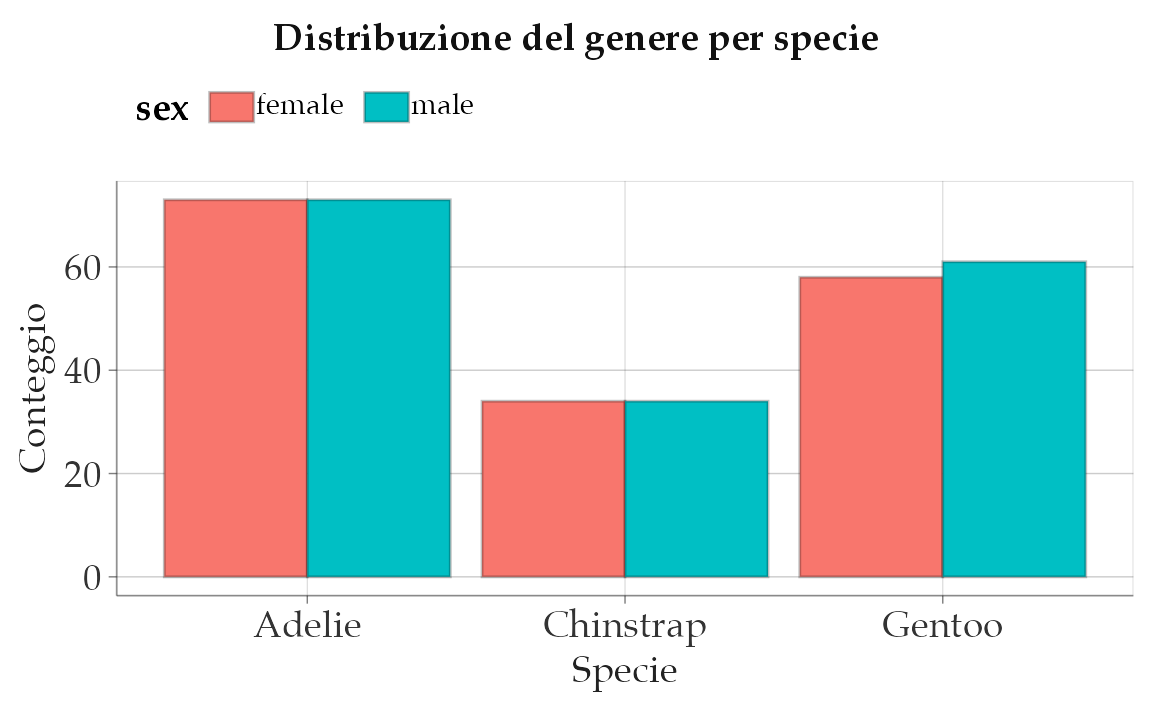 Distribuzione del genere per specie
sex female male
Conteggio
60
40
20
0
Adelie Chinstrap Gentoo
Specie